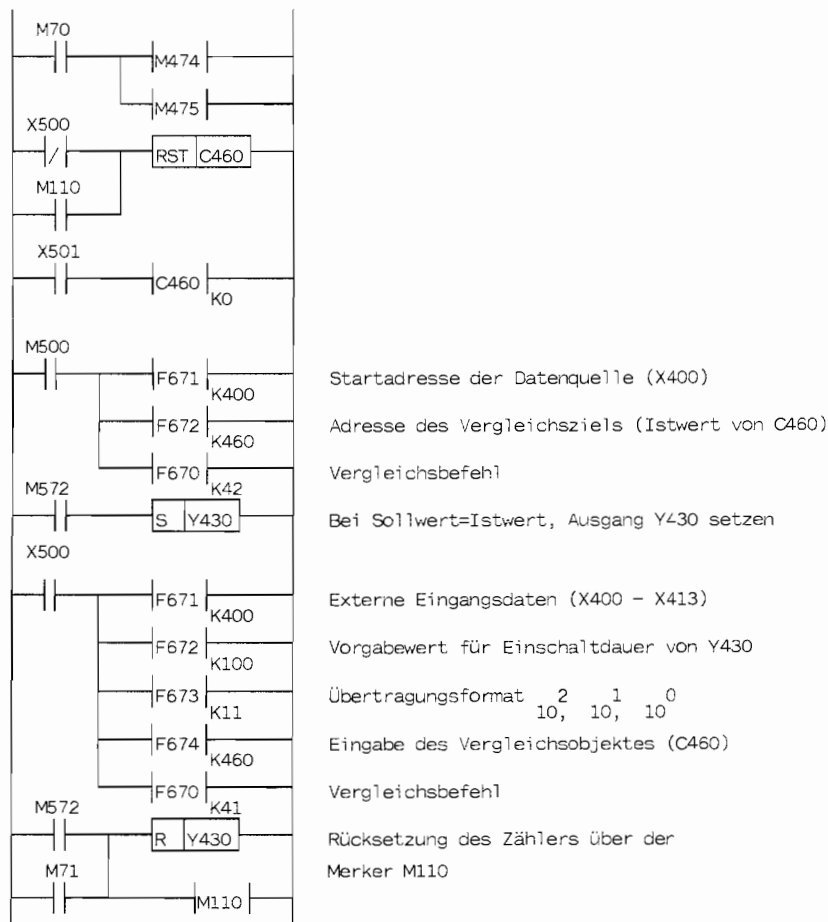 M70
M474
M475
X500
RST C460
M110
X501
C460
K0
M500
F671 Startadresse der Datenquelle (X400)
K400
F672 Adresse des Vergleichsziels (Istwert von C460)
K460
F670 Vergleichsbefehl
K42
M572
S Y430 Bei Sollwert=Istwert, Ausgang Y430 setzen
X500
F671 Externe Eingangsdaten (X400 - X413)
K400
F672 Vorgabewert für Einschaltdauer von Y430
K100
F673 Übertragungsformat 10², 10¹, 10⁰
K11
F674 Eingabe des Vergleichsobjektes (C460)
K460
F670 Vergleichsbefehl
K41
M572
R Y430 Rücksetzung des Zählers über der
M71 Merker M110
M110